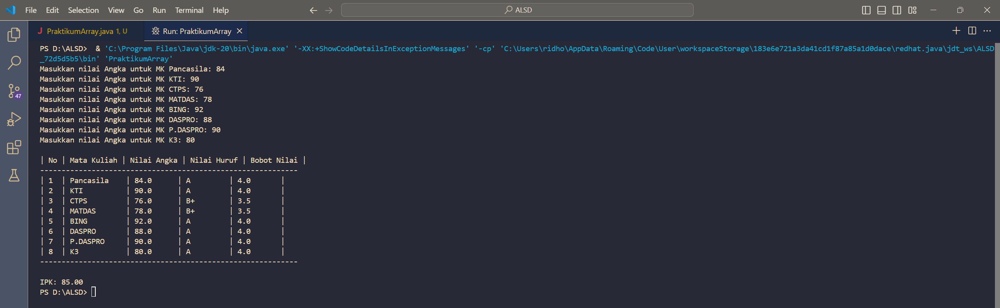 File Edit Selection View Go Run Terminal Help ALSD
J PraktikumArray.java 1, U Run: PraktikumArray
PS D:\ALSD>  & 'C:\Program Files\Java\jdk-20\bin\java.exe' '-XX:+ShowCodeDetailsInExceptionMessages' '-cp' 'C:\Users\ridho\AppData\Roaming\Code\User\workspaceStorage\183e6e721a3da41cd1f87a85a1d0dace\redhat.java\jdt_ws\ALSD
_72d5d5b5\bin' 'PraktikumArray'
Masukkan nilai Angka untuk MK Pancasila: 84
Masukkan nilai Angka untuk MK KTI: 90
Masukkan nilai Angka untuk MK CTPS: 76
47
Masukkan nilai Angka untuk MK MATDAS: 78
Masukkan nilai Angka untuk MK BING: 92
Masukkan nilai Angka untuk MK DASPRO: 88
Masukkan nilai Angka untuk MK P.DASPRO: 90
Masukkan nilai Angka untuk MK K3: 80
| No | Mata Kuliah | Nilai Angka | Nilai Huruf | Bobot Nilai |
------------------------------------------------------------
| 1  | Pancasila    | 84.0      | A         | 4.0       |
| 2  | KTI          | 90.0      | A         | 4.0       |
| 3  | CTPS         | 76.0      | B+        | 3.5       |
| 4  | MATDAS       | 78.0      | B+        | 3.5       |
| 5  | BING         | 92.0      | A         | 4.0       |
| 6  | DASPRO       | 88.0      | A         | 4.0       |
| 7  | P.DASPRO     | 90.0      | A         | 4.0       |
| 8  | K3           | 80.0      | A         | 4.0       |
------------------------------------------------------------
IPK: 85.00
PS D:\ALSD>